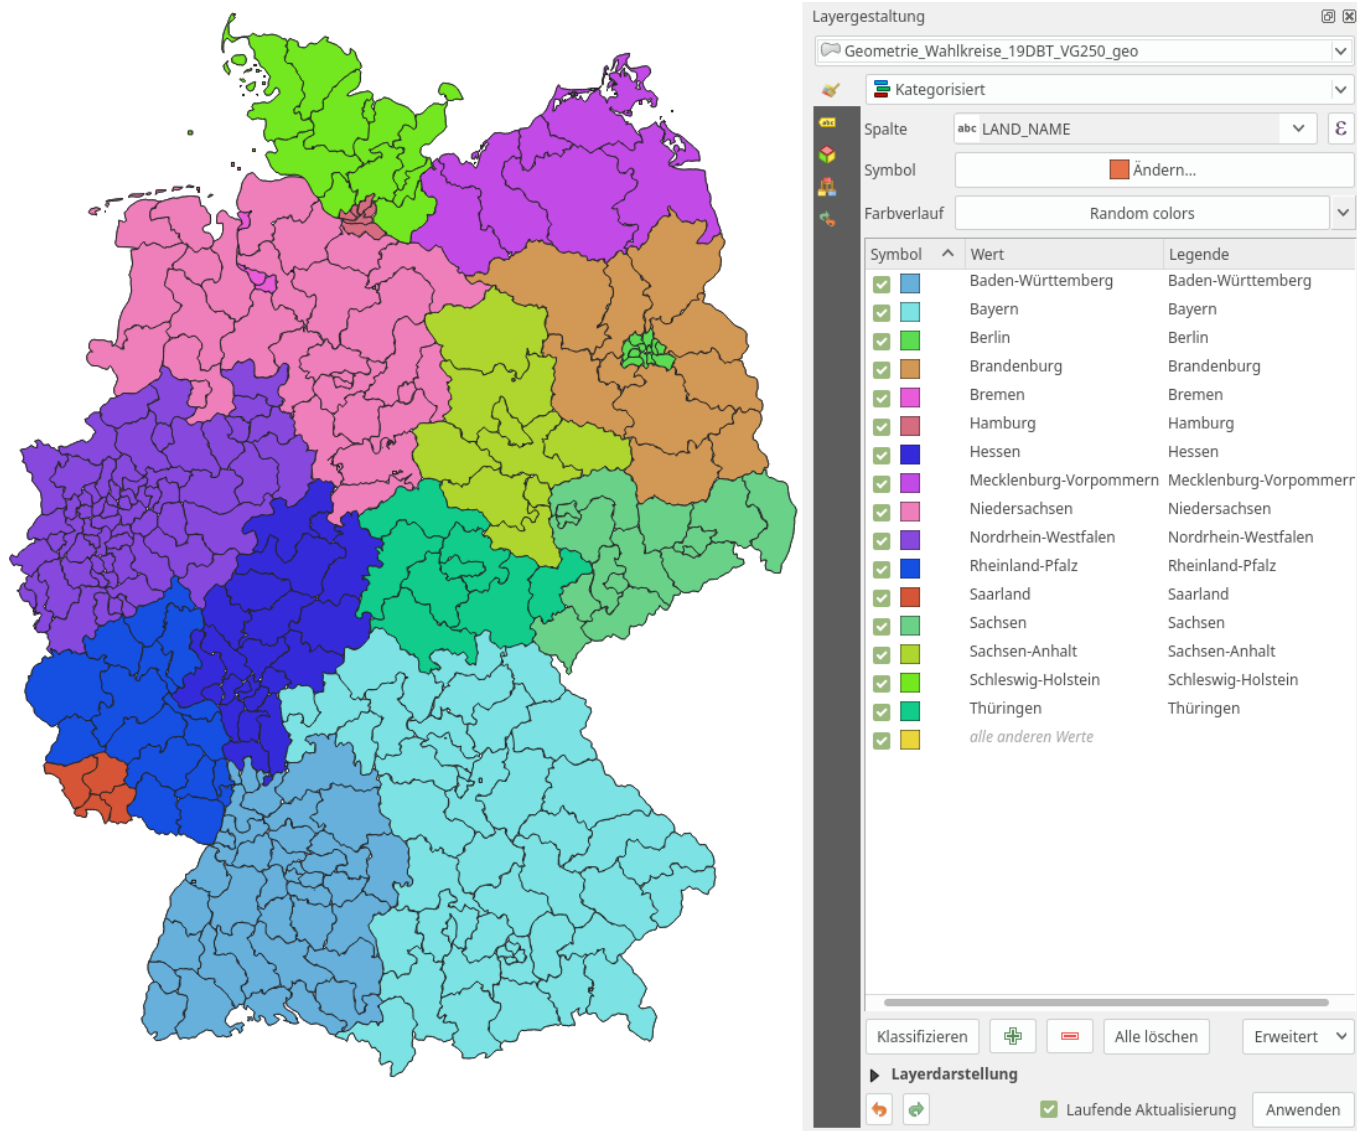 Layergestaltung
Geometrie_Wahlkreise_19DBT_VG250_geo
Kategorisiert
abc
Spalte abc LAND_NAME ε
Symbol Ändern...
Farbverlauf Random colors
Symbol Wert Legende
Baden-Württemberg Baden-Württemberg
Bayern Bayern
Berlin Berlin
Brandenburg Brandenburg
Bremen Bremen
Hamburg Hamburg
Hessen Hessen
Mecklenburg-Vorpommern Mecklenburg-Vorpommern
Niedersachsen Niedersachsen
Nordrhein-Westfalen Nordrhein-Westfalen
Rheinland-Pfalz Rheinland-Pfalz
Saarland Saarland
Sachsen Sachsen
Sachsen-Anhalt Sachsen-Anhalt
Schleswig-Holstein Schleswig-Holstein
Thüringen Thüringen
alle anderen Werte
Klassifizieren Alle löschen Erweitert
Layerdarstellung
Laufende Aktualisierung Anwenden